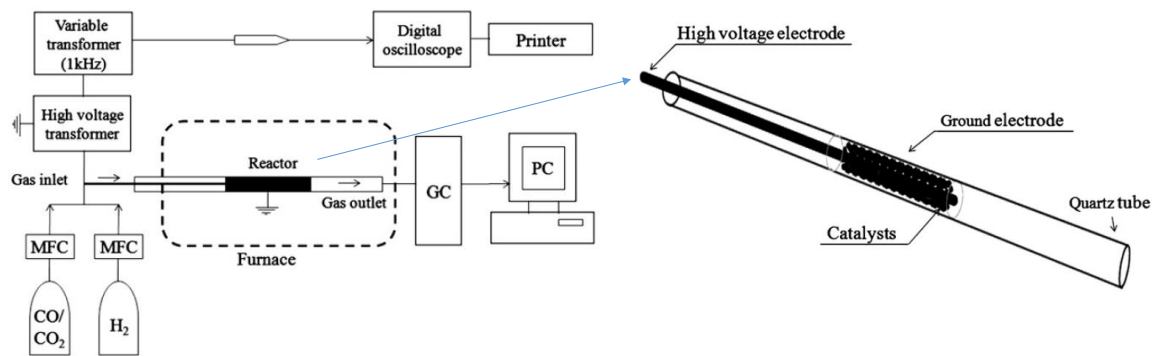 Variable
transformer
(1kHz)
Digital
oscilloscope
Printer
High voltage
transformer
Gas inlet
Reactor
Gas outlet
GC
PC
MFC
MFC
Furnace
CO/
CO₂
H₂
High voltage electrode
Ground electrode
Quartz tube
Catalysts